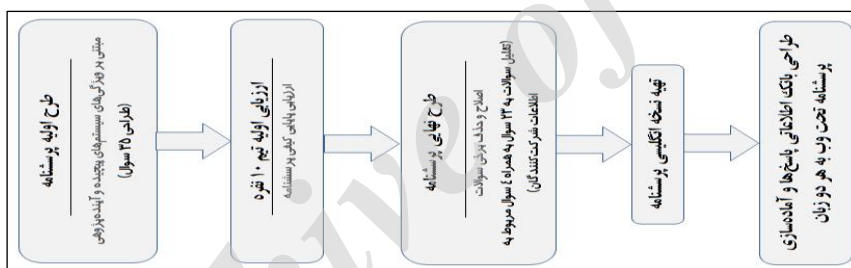 طرح اولیه پرسشنامه
مبتنی بر ویژگی‌های سیستم‌های پیچیده و آینده‌پژوهی
(طراحی ۳۵ سوال)
ارزیابی اولیه تیم ۱۰ نفره
ارزیابی پایایی کیفی پرسشنامه
طرح نهایی پرسشنامه
اصلاح و حذف برخی سوالات
(تقلیل سوالات به ۲۳ سوال به همراه ٤ سوال مربوط به
اطلاعات شرکت‌کنندگان)
تهیه نسخه انگلیسی پرسشنامه
طراحی بانک اطلاعاتی پاسخ‌ها و آماده‌سازی
پرسشنامه تحت وب به هر دو زبان